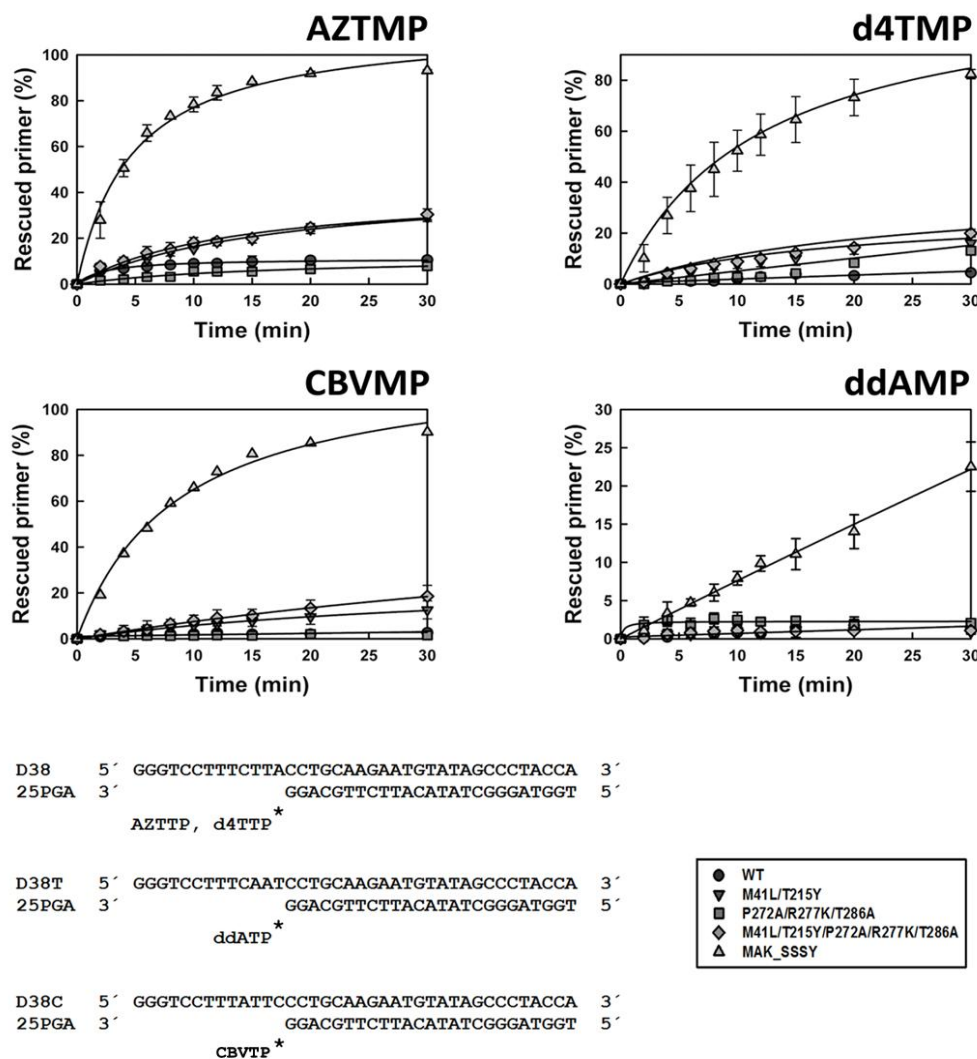 AZTMP
Rescued primer (%)
100
80
60
40
20
0
0 5 10 15 20 25 30
Time (min)
d4TMP
Rescued primer (%)
80
60
40
20
0
0 5 10 15 20 25 30
Time (min)
CBVMP
Rescued primer (%)
100
80
60
40
20
0
0 5 10 15 20 25 30
Time (min)
ddAMP
Rescued primer (%)
30
25
20
15
10
5
0
0 5 10 15 20 25 30
Time (min)
D38 5´ GGGTCCTTTCTTACCTGCAAGAATGTATAGCCCTACCA 3´
25PGA 3´ GGACGTTCTTACATATCGGGATGGT 5´
AZTTP, d4TTP*
D38T 5´ GGGTCCTTTCAATCCTGCAAGAATGTATAGCCCTACCA 3´
25PGA 3´ GGACGTTCTTACATATCGGGATGGT 5´
ddATP*
D38C 5´ GGGTCCTTTATTCCCTGCAAGAATGTATAGCCCTACCA 3´
25PGA 3´ GGACGTTCTTACATATCGGGATGGT 5´
CBVTP*
WT
M41L/T215Y
P272A/R277K/T286A
M41L/T215Y/P272A/R277K/T286A
MAK_SSSY